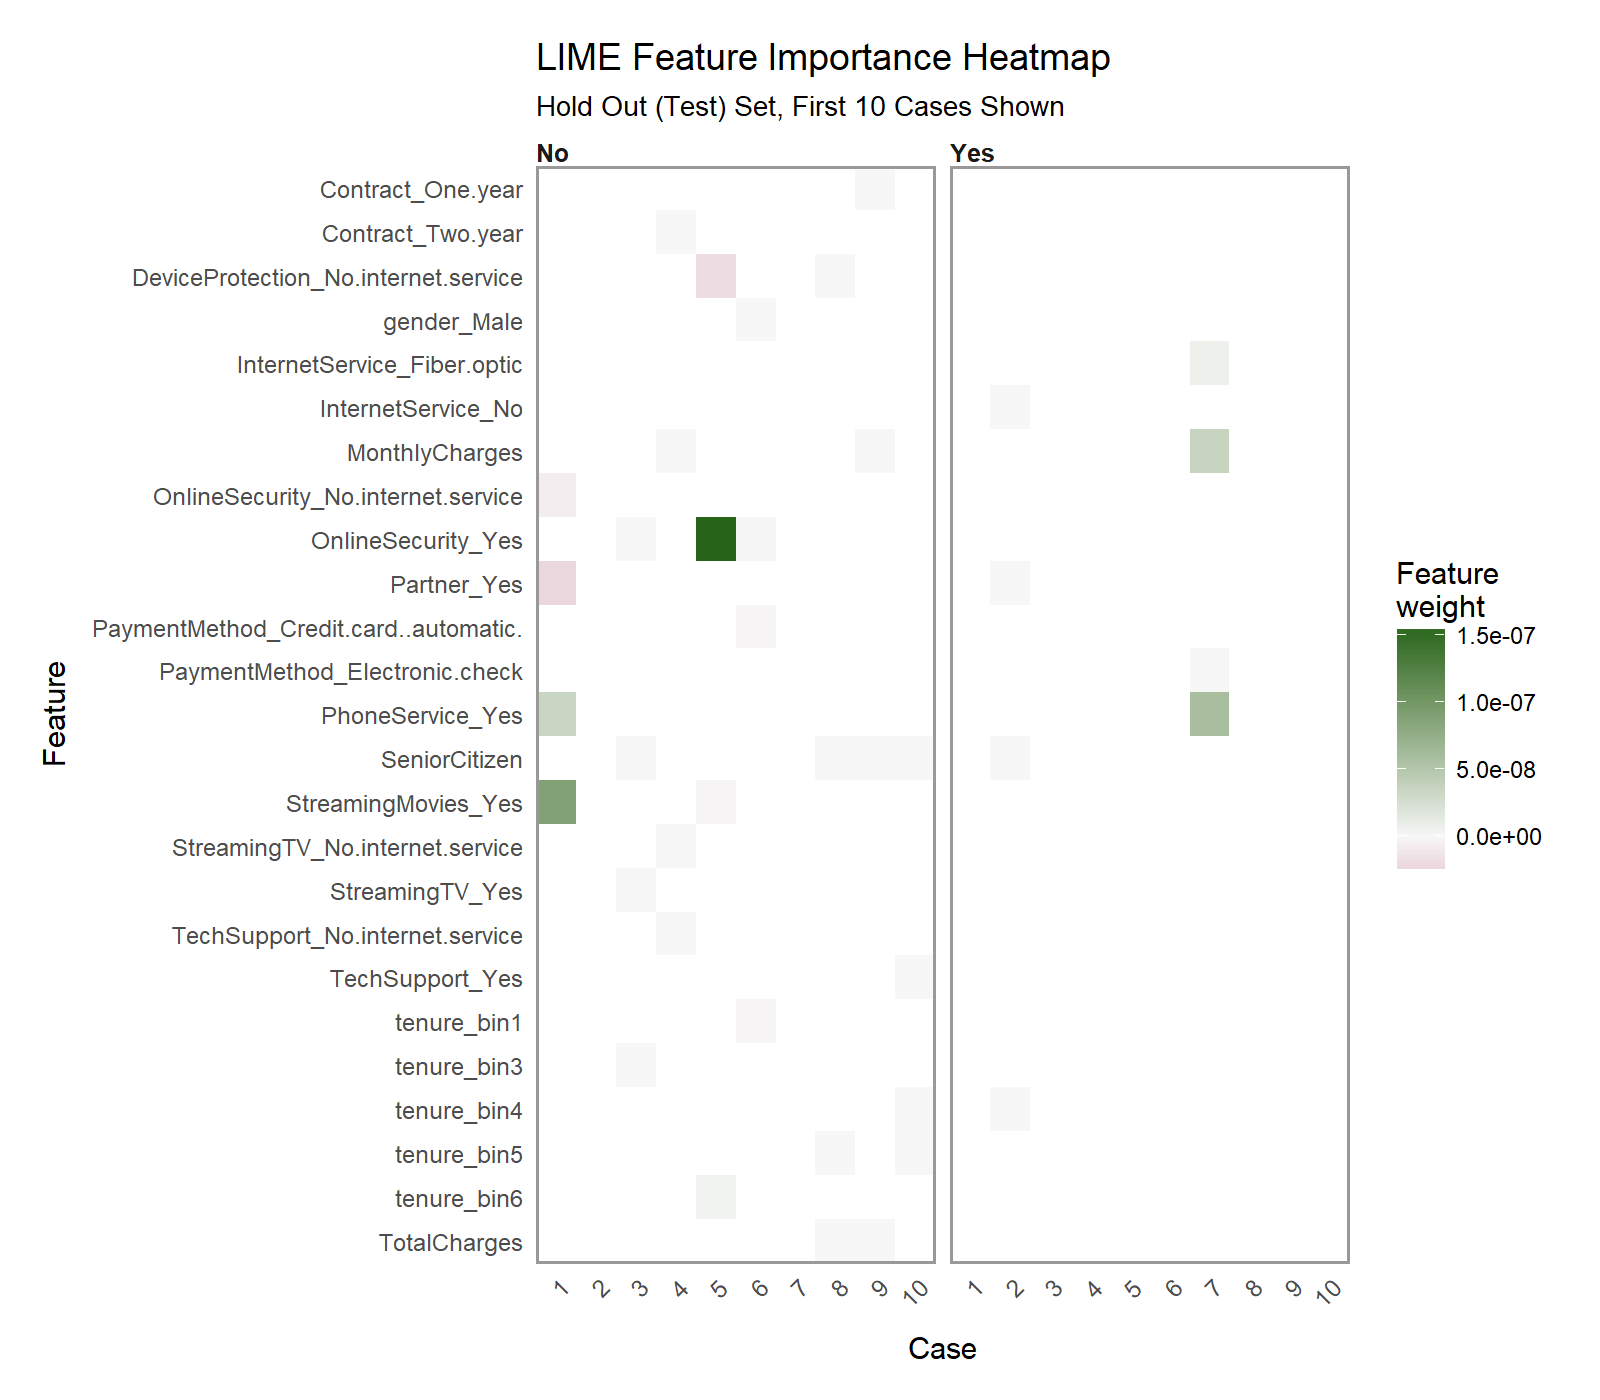 LIME Feature Importance Heatmap
Hold Out (Test) Set, First 10 Cases Shown
No
Yes
Contract_One.year
Contract_Two.year
DeviceProtection_No.internet.service
gender_Male
InternetService_Fiber.optic
InternetService_No
MonthlyCharges
OnlineSecurity_No.internet.service
OnlineSecurity_Yes
Partner_Yes
PaymentMethod_Credit.card..automatic.
PaymentMethod_Electronic.check
PhoneService_Yes
SeniorCitizen
StreamingMovies_Yes
StreamingTV_No.internet.service
StreamingTV_Yes
TechSupport_No.internet.service
TechSupport_Yes
tenure_bin1
tenure_bin3
tenure_bin4
tenure_bin5
tenure_bin6
TotalCharges
Feature
1 2 3 4 5 6 7 8 9 10
1 2 3 4 5 6 7 8 9 10
Case
Feature
weight
1.5e-07
1.0e-07
5.0e-08
0.0e+00